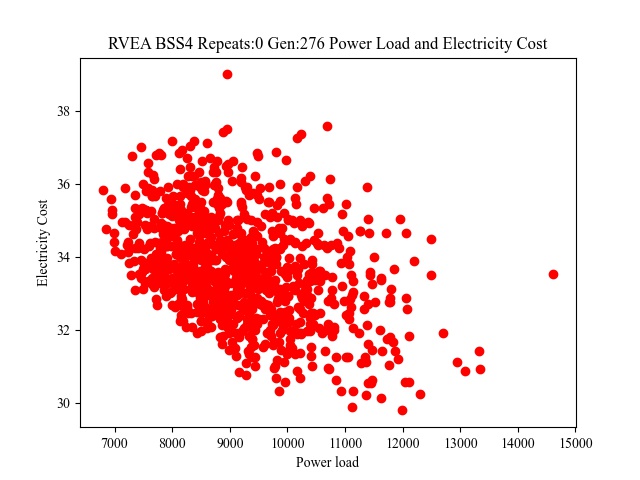 RVEA BSS4 Repeats:0 Gen:276 Power Load and Electricity Cost
Electricity Cost
38
36
34
32
30
7000 8000 9000 10000 11000 12000 13000 14000 15000
Power load